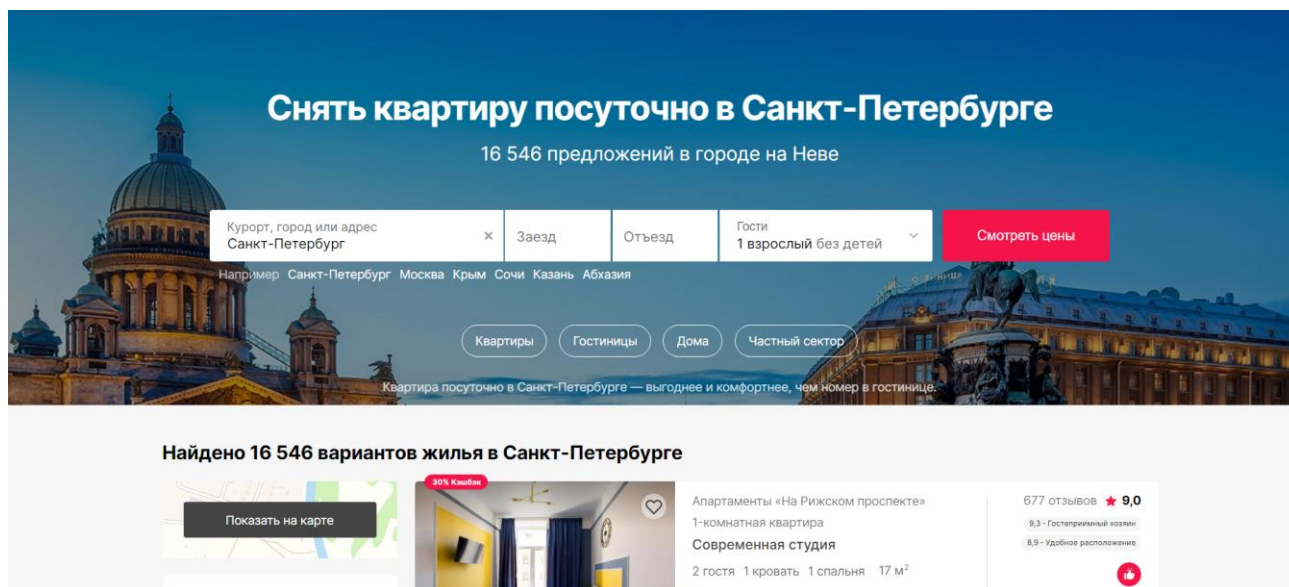 Снять квартиру посуточно в Санкт-Петербурге
16 546 предложений в городе на Неве
Курорт, город или адрес
Санкт-Петербург
Заезд
Отъезд
Гости
1 взрослый без детей
Смотреть цены
Например Санкт-Петербург Москва Крым Сочи Казань Абхазия
Квартиры
Гостиницы
Дома
Частный сектор
Квартира посуточно в Санкт-Петербурге — выгоднее и комфортнее, чем номер в гостинице.
Найдено 16 546 вариантов жилья в Санкт-Петербурге
Показать на карте
30% Кэшбэк
Апартаменты «На Рижском проспекте»
1-комнатная квартира
Современная студия
2 гостя 1 кровать 1 спальня 17 м²
677 отзывов ★ 9,0
9,3 - Гостеприимный хозяин
8,9 - Удобное расположение